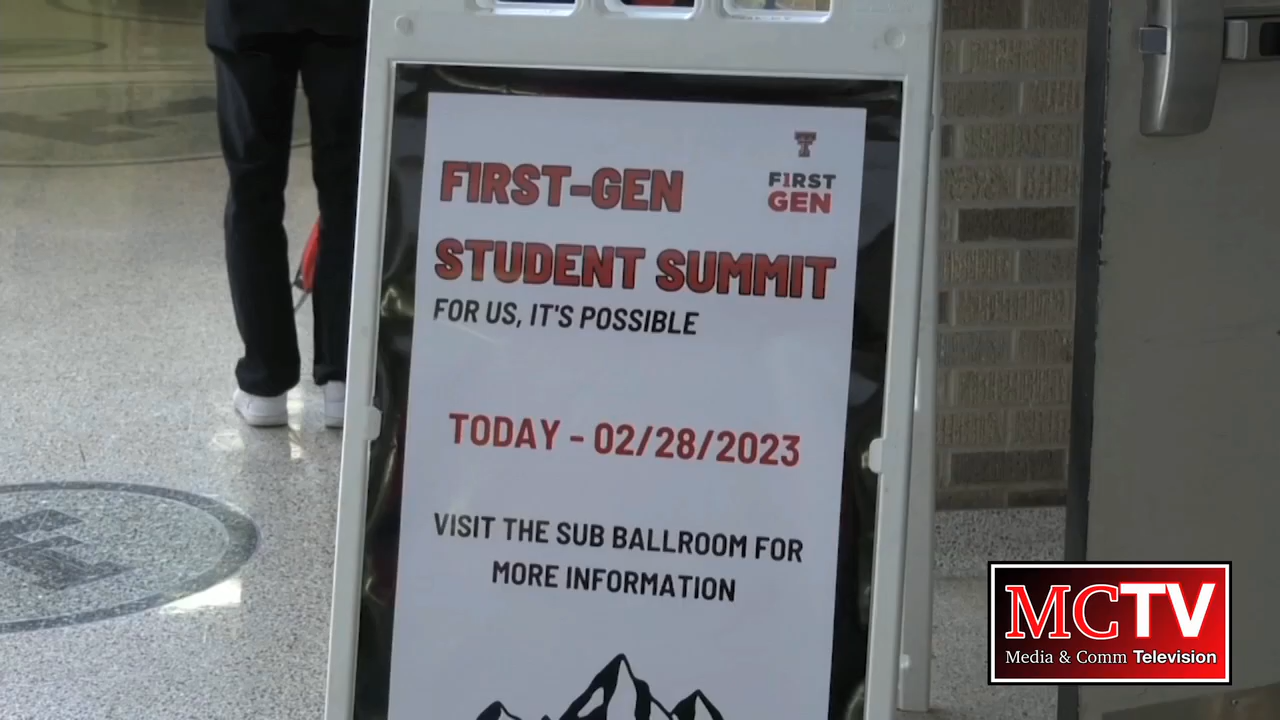 FIRST-GEN
STUDENT SUMMIT
FOR US, IT'S POSSIBLE
T
FIRST
GEN
TODAY - 02/28/2023
VISIT THE SUB BALLROOM FOR
MORE INFORMATION
MCTV
Media & Comm Television